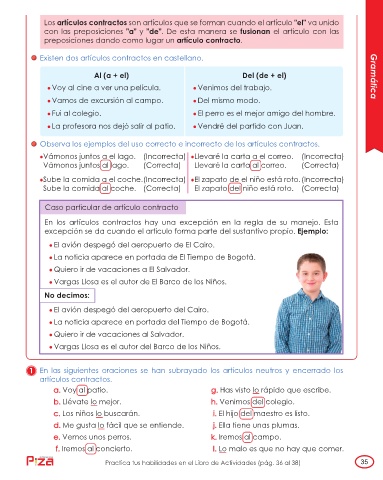 Los artículos contractos son artículos que se forman cuando el artículo "el" va unido
con las preposiciones "a" y "de". De esta manera se fusionan el artículo con las
preposiciones dando como lugar un artículo contracto.
Existen dos artículos contractos en castellano.
Al (a + el)
Voy al cine a ver una película.
Vamos de excursión al campo.
Fui al colegio.
La profesora nos dejó salir al patio.
Del (de + el)
Venimos del trabajo.
Del mismo modo.
El perro es el mejor amigo del hombre.
Vendré del partido con Juan.
Gramática
Observa los ejemplos del uso correcto e incorrecto de los artículos contractos.
Vámonos juntos a el lago. (Incorrecta)
Vámonos juntos al lago. (Correcta)
Llevaré la carta a el correo. (Incorrecta)
Llevaré la carta al correo. (Correcta)
Sube la comida a el coche. (Incorrecta)
Sube la comida al coche. (Correcta)
El zapato de el niño está roto. (Incorrecta)
El zapato del niño está roto. (Correcta)
Caso particular de artículo contracto
En los artículos contractos hay una excepción en la regla de su manejo. Esta
excepción se da cuando el artículo forma parte del sustantivo propio. Ejemplo:
El avión despegó del aeropuerto de El Cairo.
La noticia aparece en portada de El Tiempo de Bogotá.
Quiero ir de vacaciones a El Salvador.
Vargas Llosa es el autor de El Barco de los Niños.
No decimos:
El avión despegó del aeropuerto del Cairo.
La noticia aparece en portada del Tiempo de Bogotá.
Quiero ir de vacaciones al Salvador.
Vargas Llosa es el autor del Barco de los Niños.
1 En las siguientes oraciones se han subrayado los artículos neutros y encerrado los
artículos contractos.
a. Voy al patio.
b. Llévate lo mejor.
c. Los niños lo buscarán.
d. Me gusta lo fácil que se entiende.
e. Vemos unos perros.
f. Iremos al concierto.
g. Has visto lo rápido que escribe.
h. Venimos del colegio.
i. El hijo del maestro es listo.
j. Ella tiene unas plumas.
k. Iremos al campo.
l. Lo malo es que no hay que comer.
Piza
Practica tus habilidades en el Libro de Actividades (pág. 36 al 38)
35